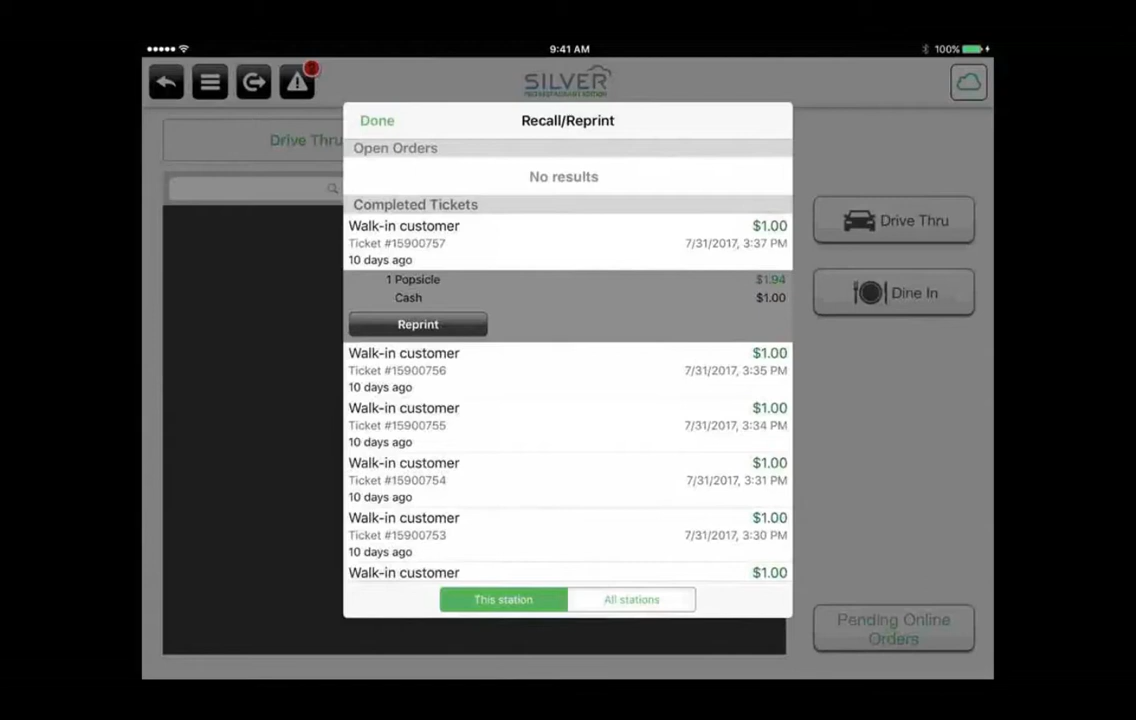 9:41 AM
100%
SILVER
Done
Recall/Reprint
Drive Thru
Open Orders
No results
Completed Tickets
Walk-in customer $1.00
Ticket #15900757 7/31/2017, 3:37 PM
10 days ago
1 Popsicle $1.94
Cash $1.00
Reprint
Walk-in customer $1.00
Ticket #15900756 7/31/2017, 3:35 PM
10 days ago
Walk-in customer $1.00
Ticket #15900755 7/31/2017, 3:34 PM
10 days ago
Walk-in customer $1.00
Ticket #15900754 7/31/2017, 3:31 PM
10 days ago
Walk-in customer $1.00
Ticket #15900753 7/31/2017, 3:30 PM
10 days ago
Walk-in customer $1.00
This station
All stations
Drive Thru
Dine In
Pending Online
Orders